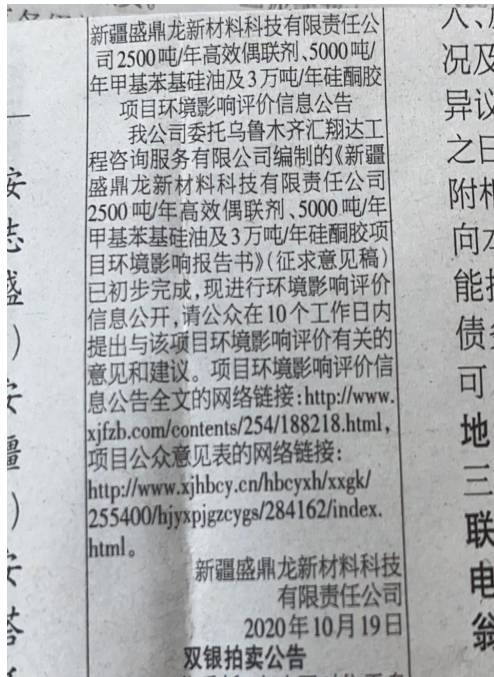 新疆盛鼎龙新材料科技有限责任公
司2500吨/年高效偶联剂、5000吨/
年甲基苯基硅油及3万吨/年硅酮胶
项目环境影响评价信息公告
我公司委托乌鲁木齐汇翔达工
程咨询服务有限公司编制的《新疆
盛鼎龙新材料科技有限责任公司
2500吨/年高效偶联剂、5000吨/年
甲基苯基硅油及3万吨/年硅酮胶项
目环境影响报告书》(征求意见稿)
已初步完成,现进行环境影响评价
信息公开,请公众在10个工作日内
提出与该项目环境影响评价有关的
意见和建议。项目环境影响评价信
息公告全文的网络链接:http://www.
xjfzb.com/contents/254/188218.html,
项目公众意见表的网络链接:
http://www.xjhbcy.cn/hbcyxh/xxgk/
255400/hjyxpjgzcygs/284162/index.
html。
新疆盛鼎龙新材料科技
有限责任公司
2020年10月19日
双银拍卖公告
安
志
盛
)
安
疆
)
安
塔
人、
况及
异议
之日
附相
向本
能
债
可
地
三
联
电
翁